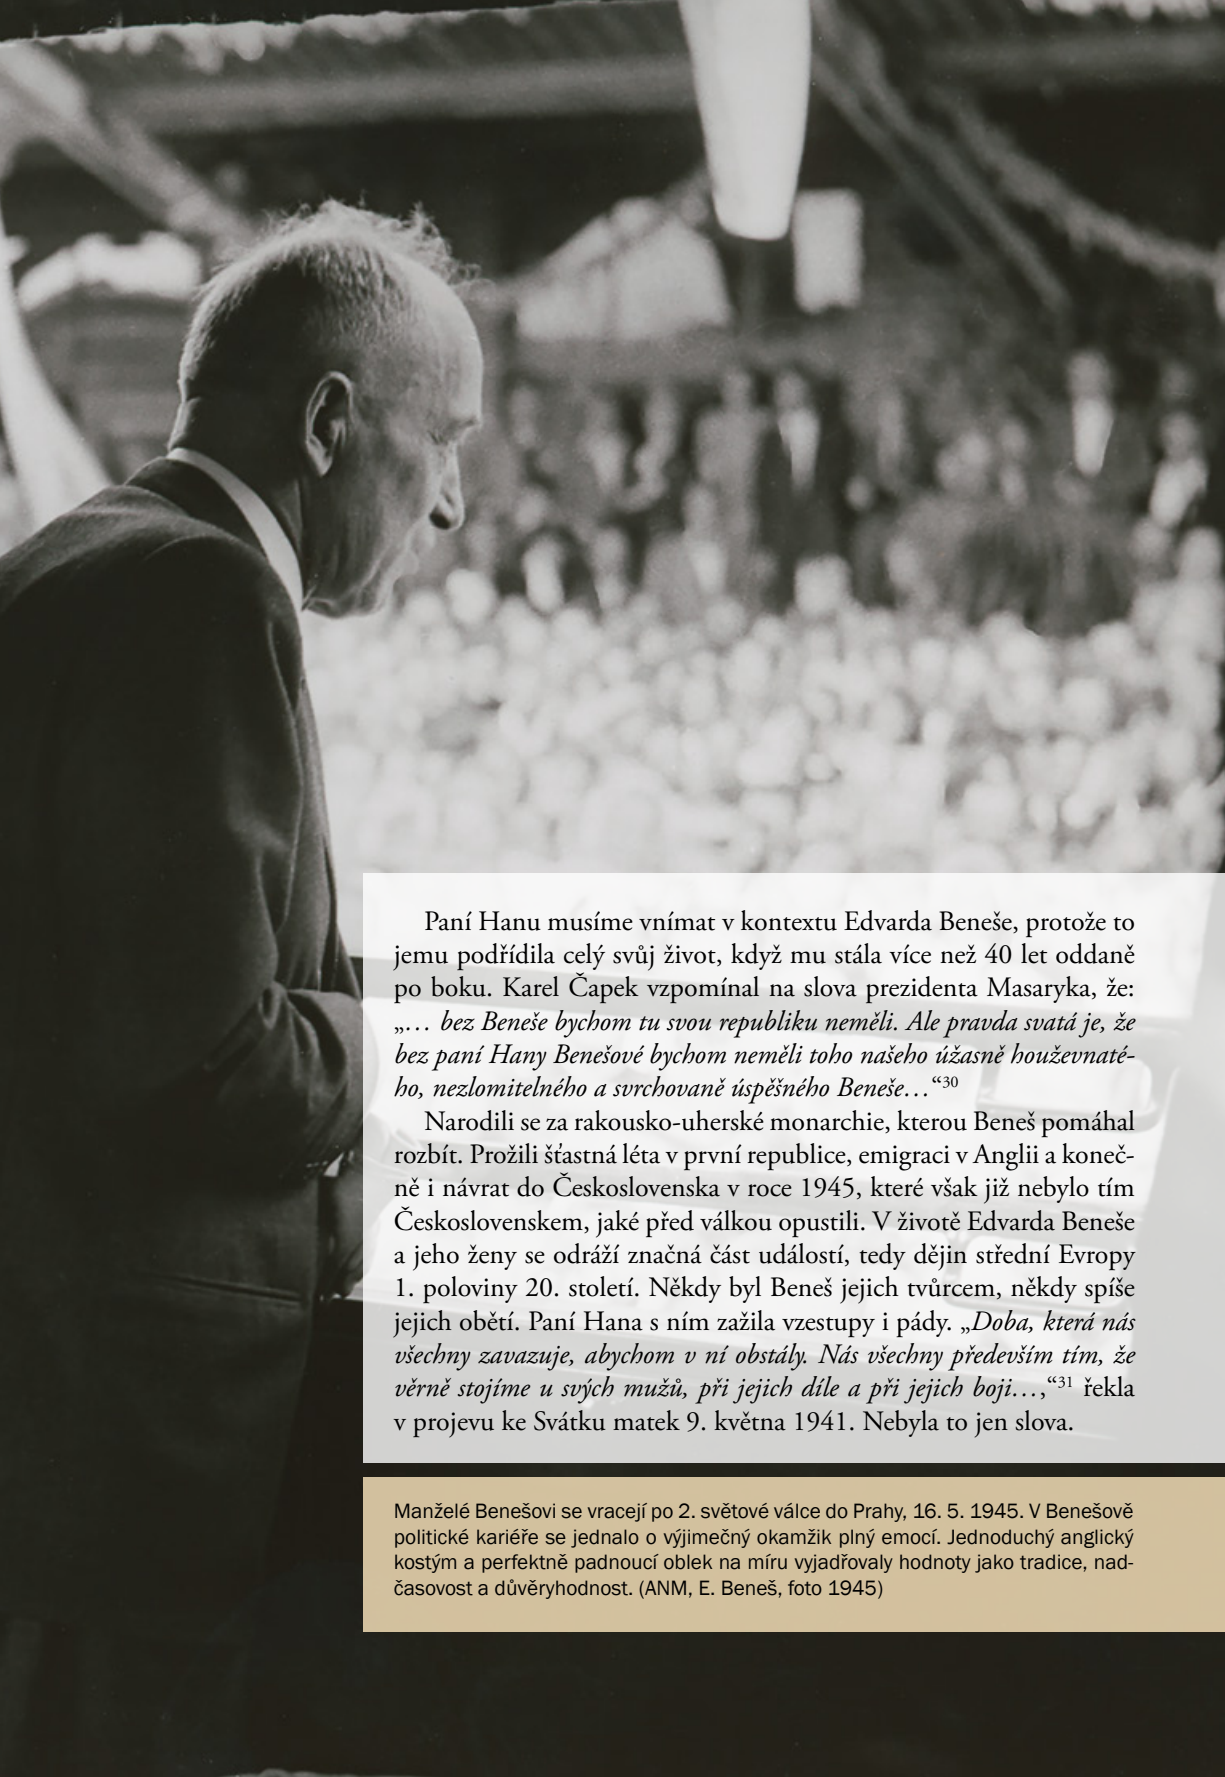 Paní Hanu musíme vnímat v kontextu Edvarda Beneše, protože to
jemu podřídila celý svůj život, když mu stála více než 40 let oddaně
po boku. Karel Čapek vzpomínal na slova prezidenta Masaryka, že:
„… bez Beneše bychom tu svou republiku neměli. Ale pravda svatá je, že
bez paní Hany Benešové bychom neměli toho našeho úžasně houževnaté-
ho, nezlomitelného a svrchovaně úspěšného Beneše…“30
Narodili se za rakousko-uherské monarchie, kterou Beneš pomáhal
rozbít. Prožili šťastná léta v první republice, emigraci v Anglii a koneč-
ně i návrat do Československa v roce 1945, které však již nebylo tím
Československem, jaké před válkou opustili. V životě Edvarda Beneše
a jeho ženy se odráží značná část událostí, tedy dějin střední Evropy
1. poloviny 20. století. Někdy byl Beneš jejich tvůrcem, někdy spíše
jejich obětí. Paní Hana s ním zažila vzestupy i pády. „Doba, která nás
všechny zavazuje, abychom v ní obstály. Nás všechny především tím, že
věrně stojíme u svých mužů, při jejich díle a při jejich boji…,“31 řekla
v projevu ke Svátku matek 9. května 1941. Nebyla to jen slova.
Manželé Benešovi se vracejí po 2. světové válce do Prahy, 16. 5. 1945. V Benešově
politické kariéře se jednalo o výjimečný okamžik plný emocí. Jednoduchý anglický
kostým a perfektně padnoucí oblek na míru vyjadřovaly hodnoty jako tradice, nad-
časovost a důvěryhodnost. (ANM, E. Beneš, foto 1945)